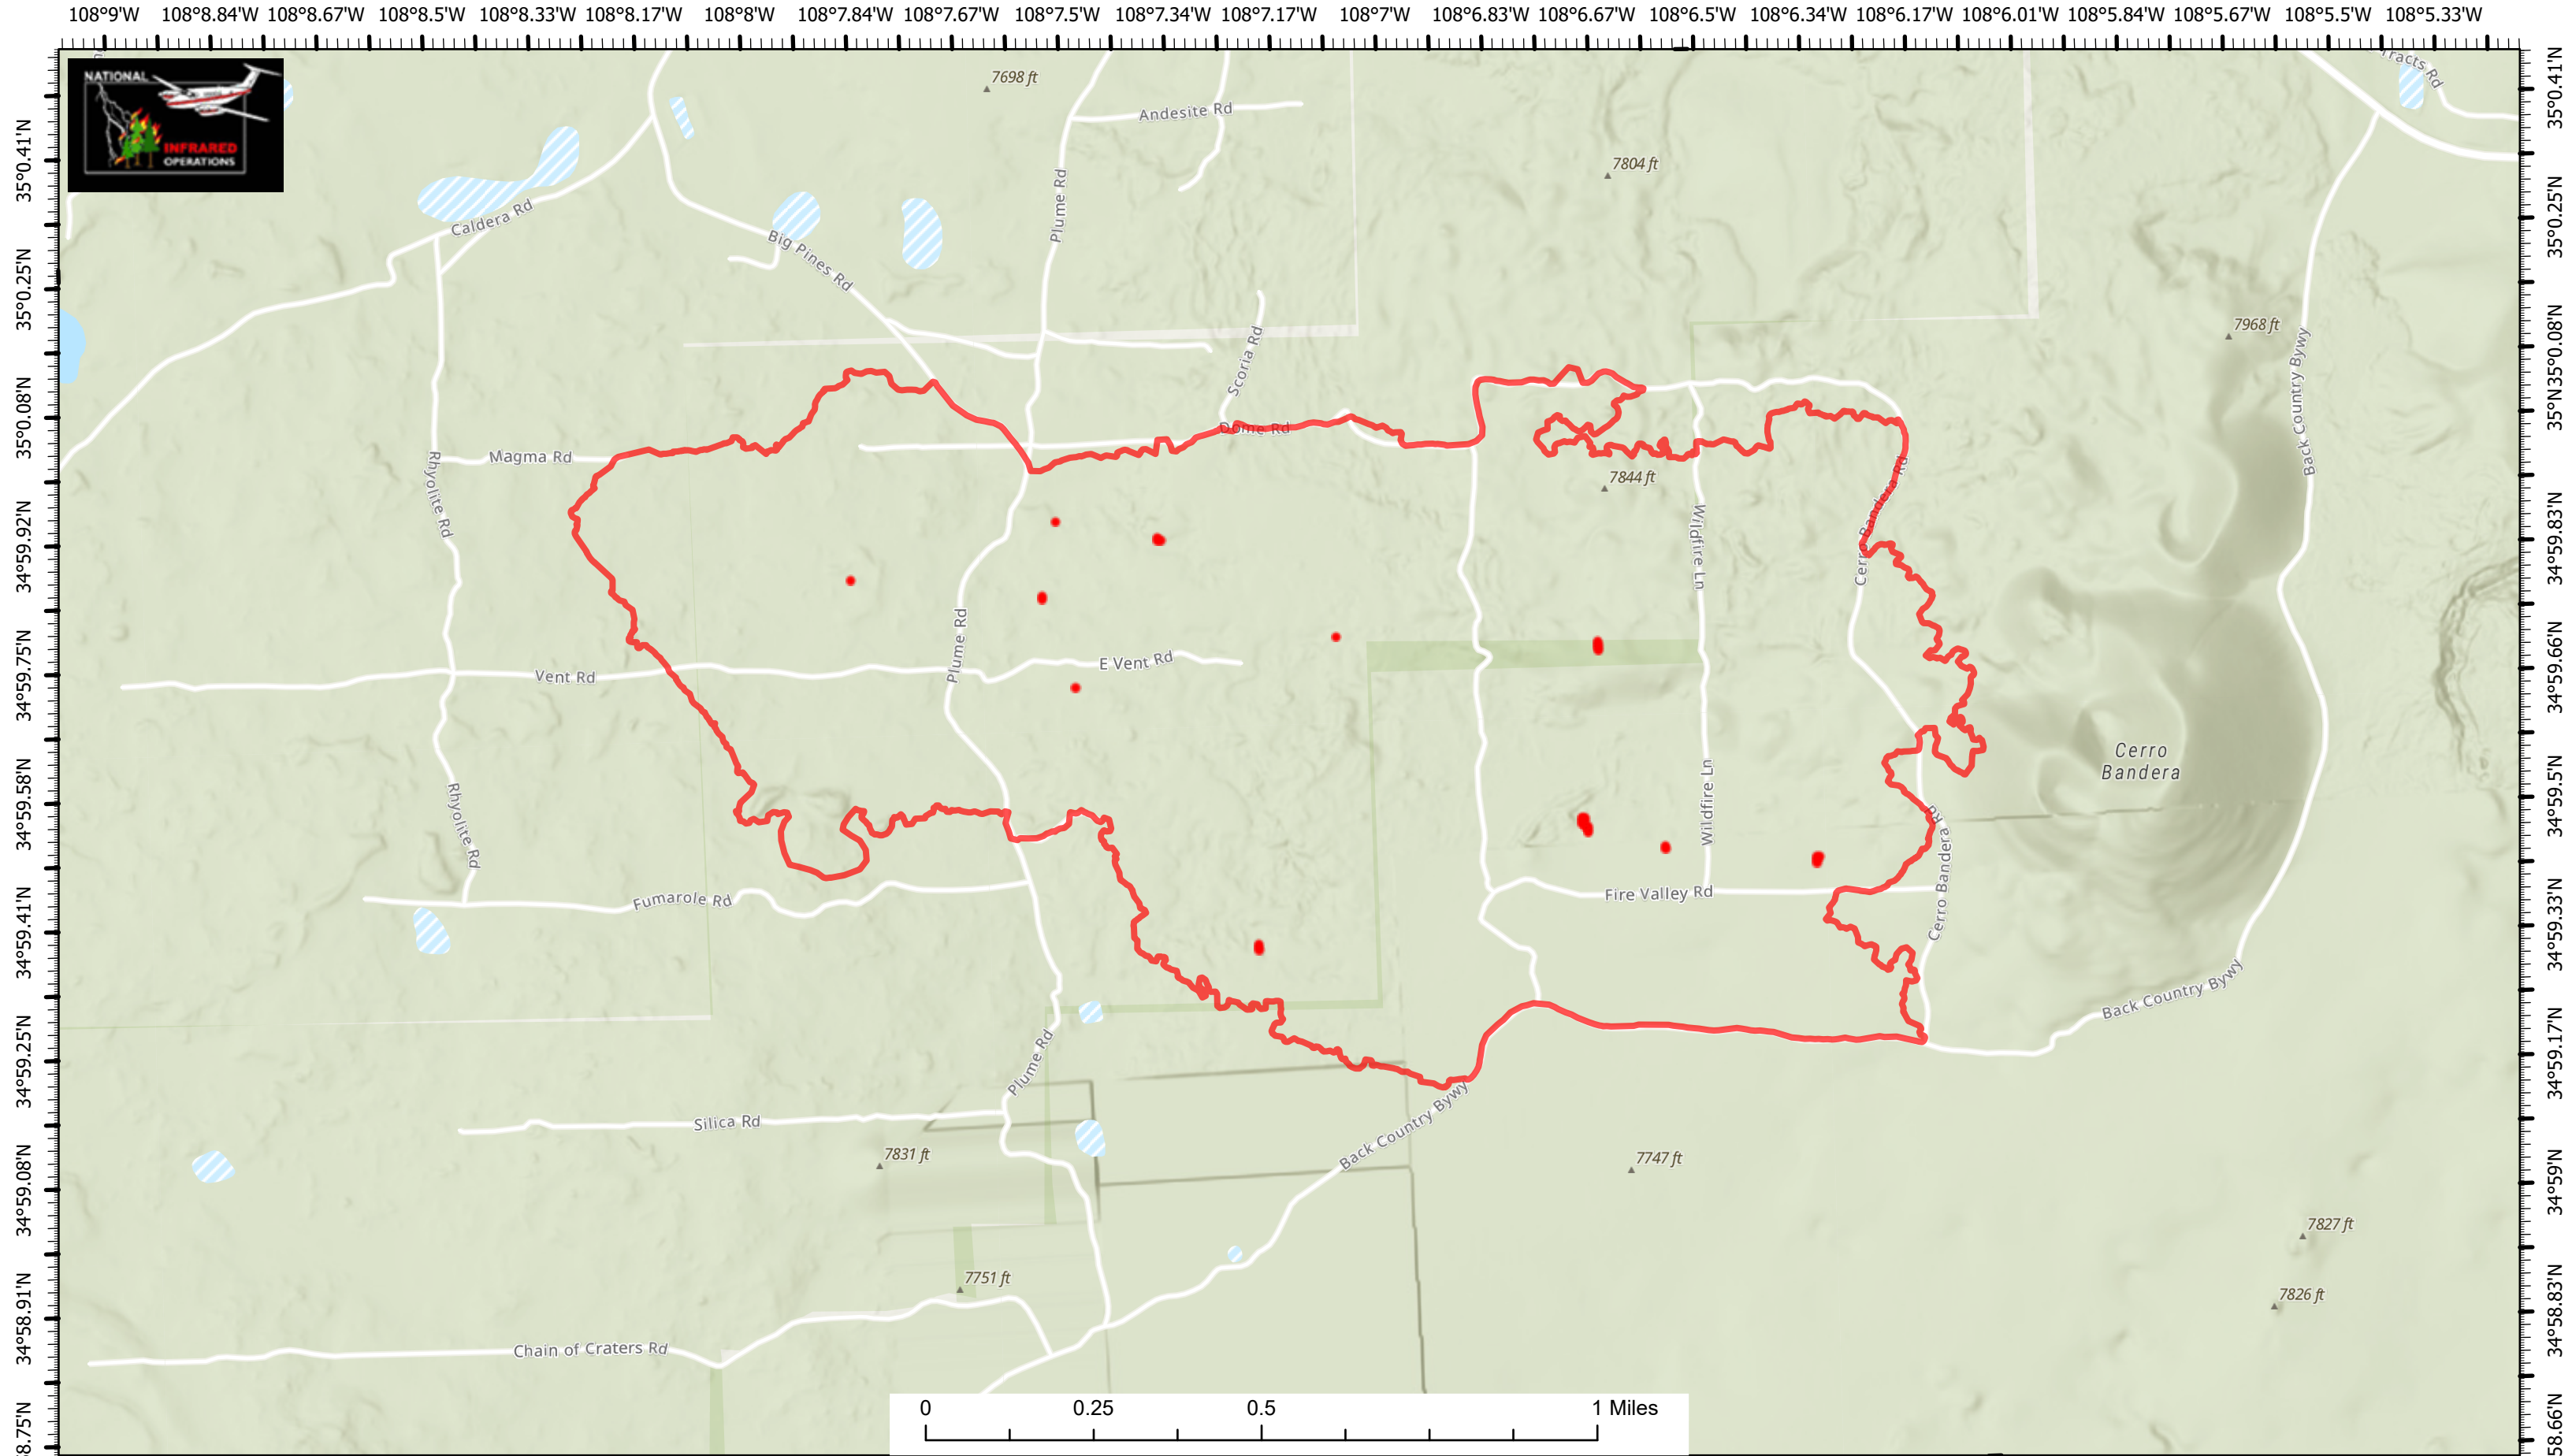 108°9'W 108°8.84'W 108°8.67'W 108°8.5'W 108°8.33'W 108°8.17'W 108°8'W 108°7.84'W 108°7.67'W 108°7.5'W 108°7.34'W 108°7.17'W 108°7'W 108°6.83'W 108°6.67'W 108°6.5'W 108°6.34'W 108°6.17'W 108°6.01'W 108°5.84'W 108°5.67'W 108°5.5'W 108°5.33'W
NATIONAL
INFRARED
OPERATIONS
7698 ft
Tracts Rd
Andesite Rd
7804 ft
Caldera Rd
Plume Rd
Big Pines Rd
7968 ft
Scoria Rd
Back Country Bywy
Dome Rd
Magma Rd
Rhyolite Rd
7844 ft
Wildfire Ln
Cerro Bandera Rd
Plume Rd
E Vent Rd
Vent Rd
Cerro
Bandera
Wildfire Ln
Rhyolite Rd
Cerro Bandera Rd
Fire Valley Rd
Fumarole Rd
Back Country Bywy
Plume Rd
Silica Rd
Back Country Bywy
7831 ft
7747 ft
7827 ft
7751 ft
7826 ft
Chain of Craters Rd
0 0.25 0.5 1 Miles
35°0.41'N
35°0.25'N
35°0.08'N
34°59.92'N
34°59.75'N
34°59.58'N
34°59.41'N
34°59.25'N
34°59.08'N
34°58.91'N
8.75'N
35°0.41'N
35°0.25'N
35°0.08'N
5°N
34°59.83'N
34°59.66'N
34°59.5'N
34°59.33'N
34°59.17'N
34°59'N
34°58.83'N
58.66'N